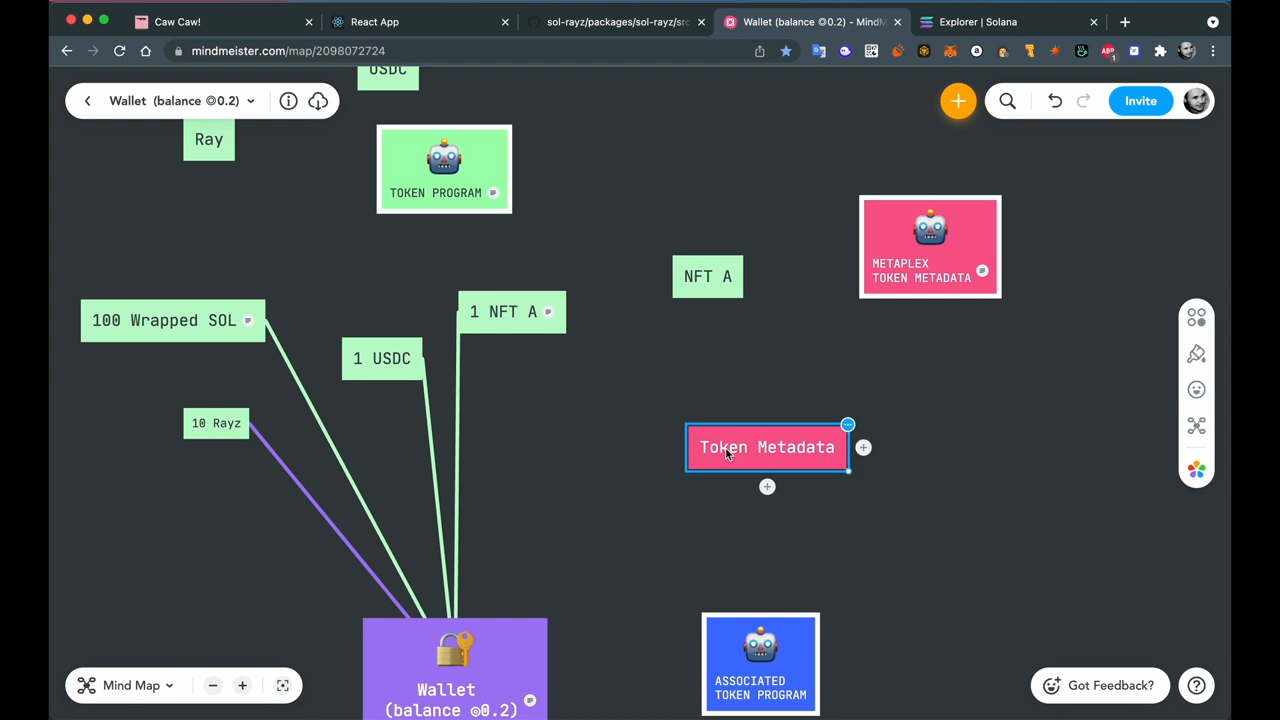 Caw Caw!
React App
sol-rayz/packages/sol-rayz/src
Wallet (balance ◎0.2) - MindM
Explorer | Solana
mindmeister.com/map/2098072724
ABP
1
USDC
Wallet (balance ◎0.2)
Invite
Ray
TOKEN PROGRAM
METAPLEX
TOKEN METADATA
NFT A
1 NFT A
100 Wrapped SOL
1 USDC
10 Rayz
Token Metadata
Wallet
(balance ◎0.2)
ASSOCIATED
TOKEN PROGRAM
Mind Map
Got Feedback?